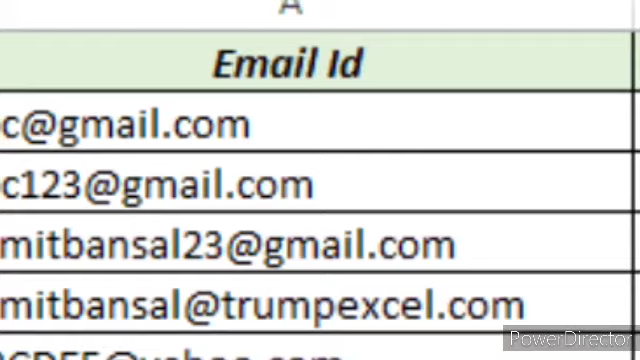 A
Email Id
c@gmail.com
c123@gmail.com
mitbansal23@gmail.com
mitbansal@trumpexcel.com
PowerDirector